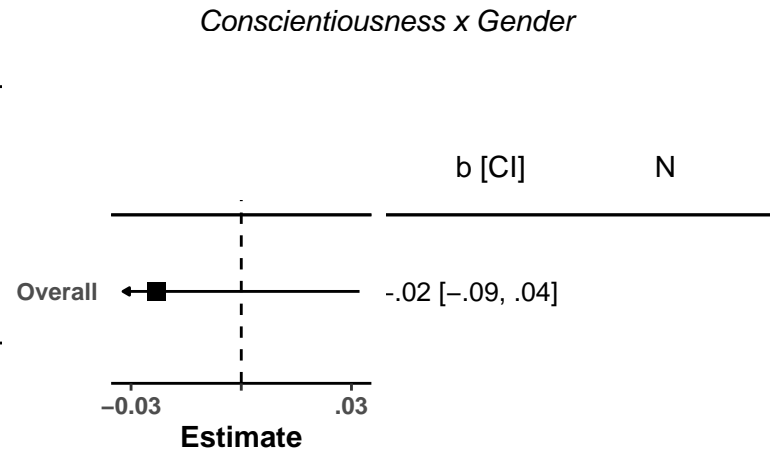 Conscientiousness x Gender
b [CI] N
Overall -.02 [−.09, .04]
−0.03 .03
Estimate